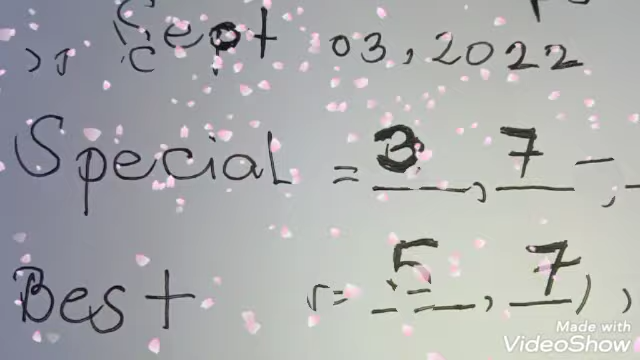 Sept 03, 2022
Special = 3, 7 -, -
Best r= 5, 7, ,
Made with
VideoShow